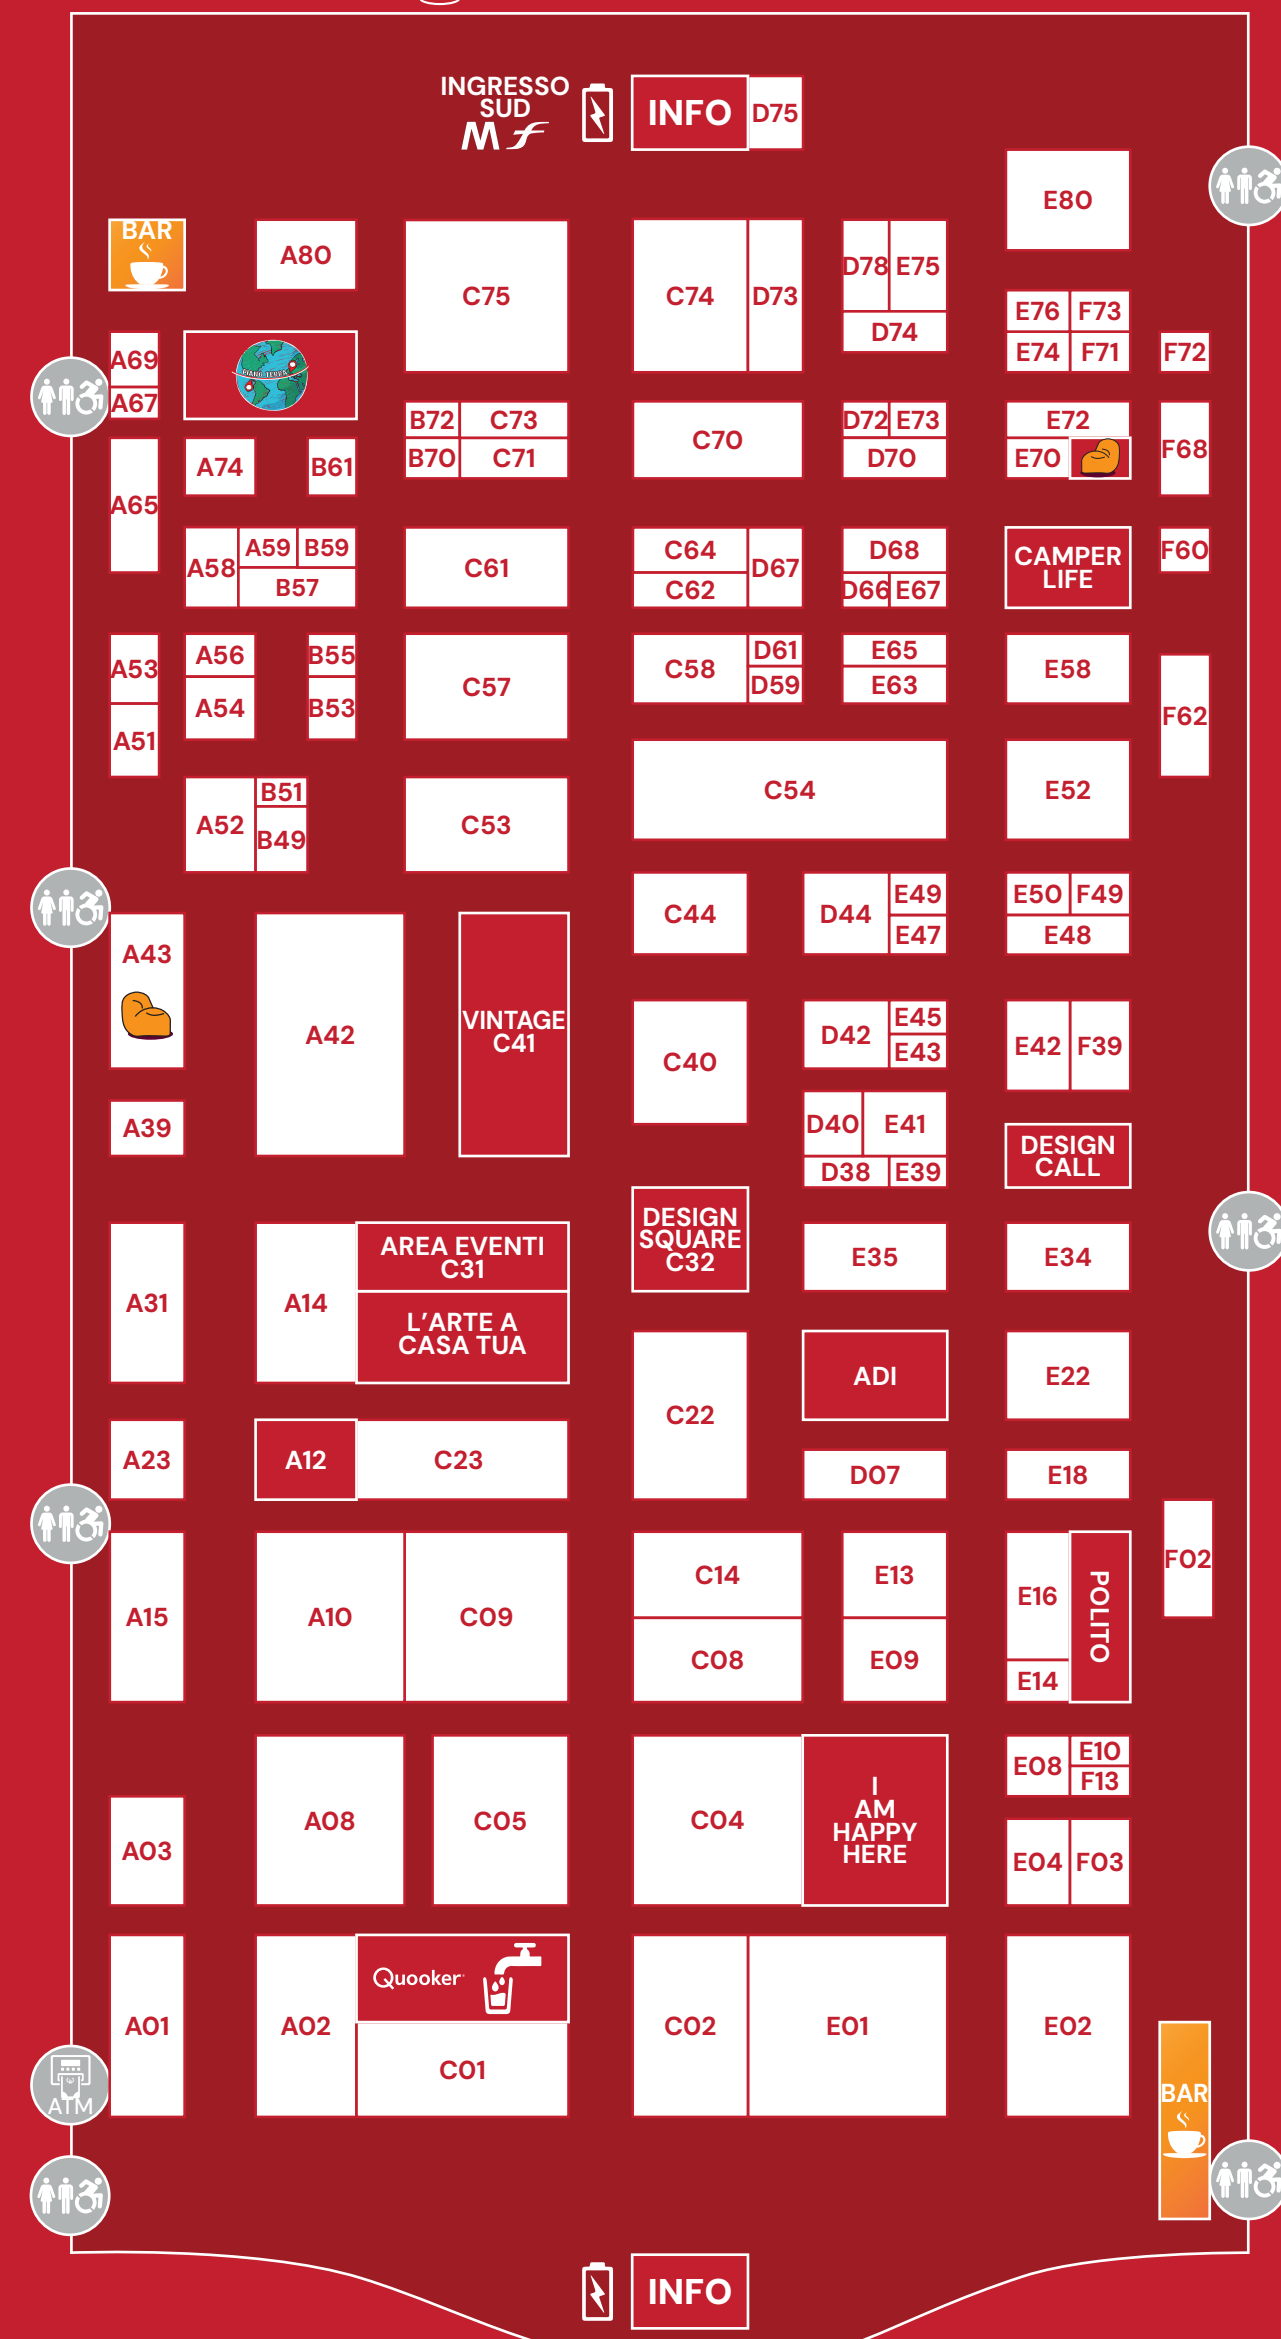 INGRESSO
SUD
M
INFO
D75
E80
BAR
A80
C75
C74
D73
D78
E75
D74
E76
F73
E74
F71
F72
A69
A67
PIANO TERRA
B72
C73
B70
C71
C70
D72
E73
D70
E72
E70
F68
A65
A74
B61
A58
A59
B59
B57
C61
C64
C62
D67
D68
D66
E67
CAMPER
LIFE
F60
A53
A51
A56
A54
B55
B53
C57
C58
D61
D59
E65
E63
E58
F62
C54
E52
A52
B51
B49
C53
C44
D44
E49
E47
E50
F49
E48
A43
A42
VINTAGE
C41
C40
D42
E45
E43
E42
F39
A39
D40
E41
D38
E39
DESIGN
CALL
DESIGN
SQUARE
C32
A31
A14
AREA EVENTI
C31
L'ARTE A
CASA TUA
E35
E34
C22
ADI
E22
A23
A12
C23
D07
E18
A15
A10
C09
C14
C08
E13
E09
E16
E14
POLITO
F02
A03
A08
C05
C04
I
AM
HAPPY
HERE
E08
E10
F13
E04
F03
A01
A02
Quooker
C01
C02
E01
E02
BAR
ATM
INFO